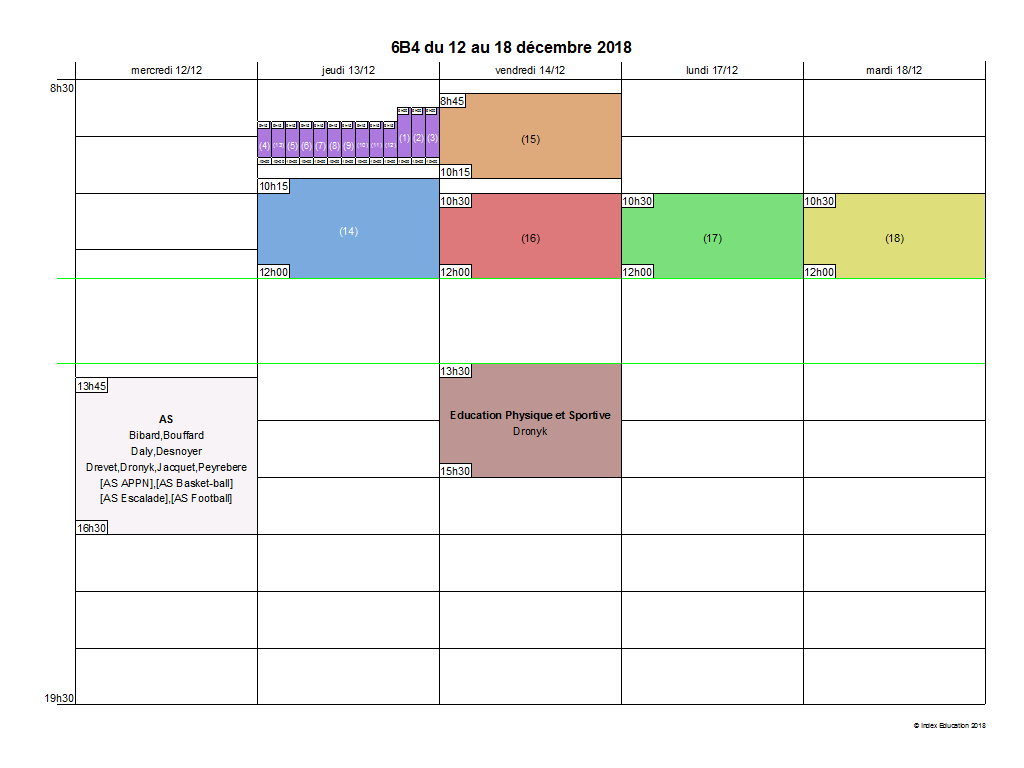 6B4 du 12 au 18 décembre 2018
mercredi 12/12
jeudi 13/12
vendredi 14/12
lundi 17/12
mardi 18/12
8h30
8h45
(4)
(13)
(5)
(6)
(7)
(8)
(9)
(10)
(11)
(12)
(1)
(2)
(3)
(15)
10h15
10h15
(14)
12h00
10h30
(16)
12h00
10h30
(17)
12h00
10h30
(18)
12h00
13h45
AS
Bibard,Bouffard
Daly,Desnoyer
Drevet,Dronyk,Jacquet,Peyrebere
[AS APPN],[AS Basket-ball]
[AS Escalade],[AS Football]
16h30
13h30
Education Physique et Sportive
Dronyk
15h30
19h30
© Index Education 2018